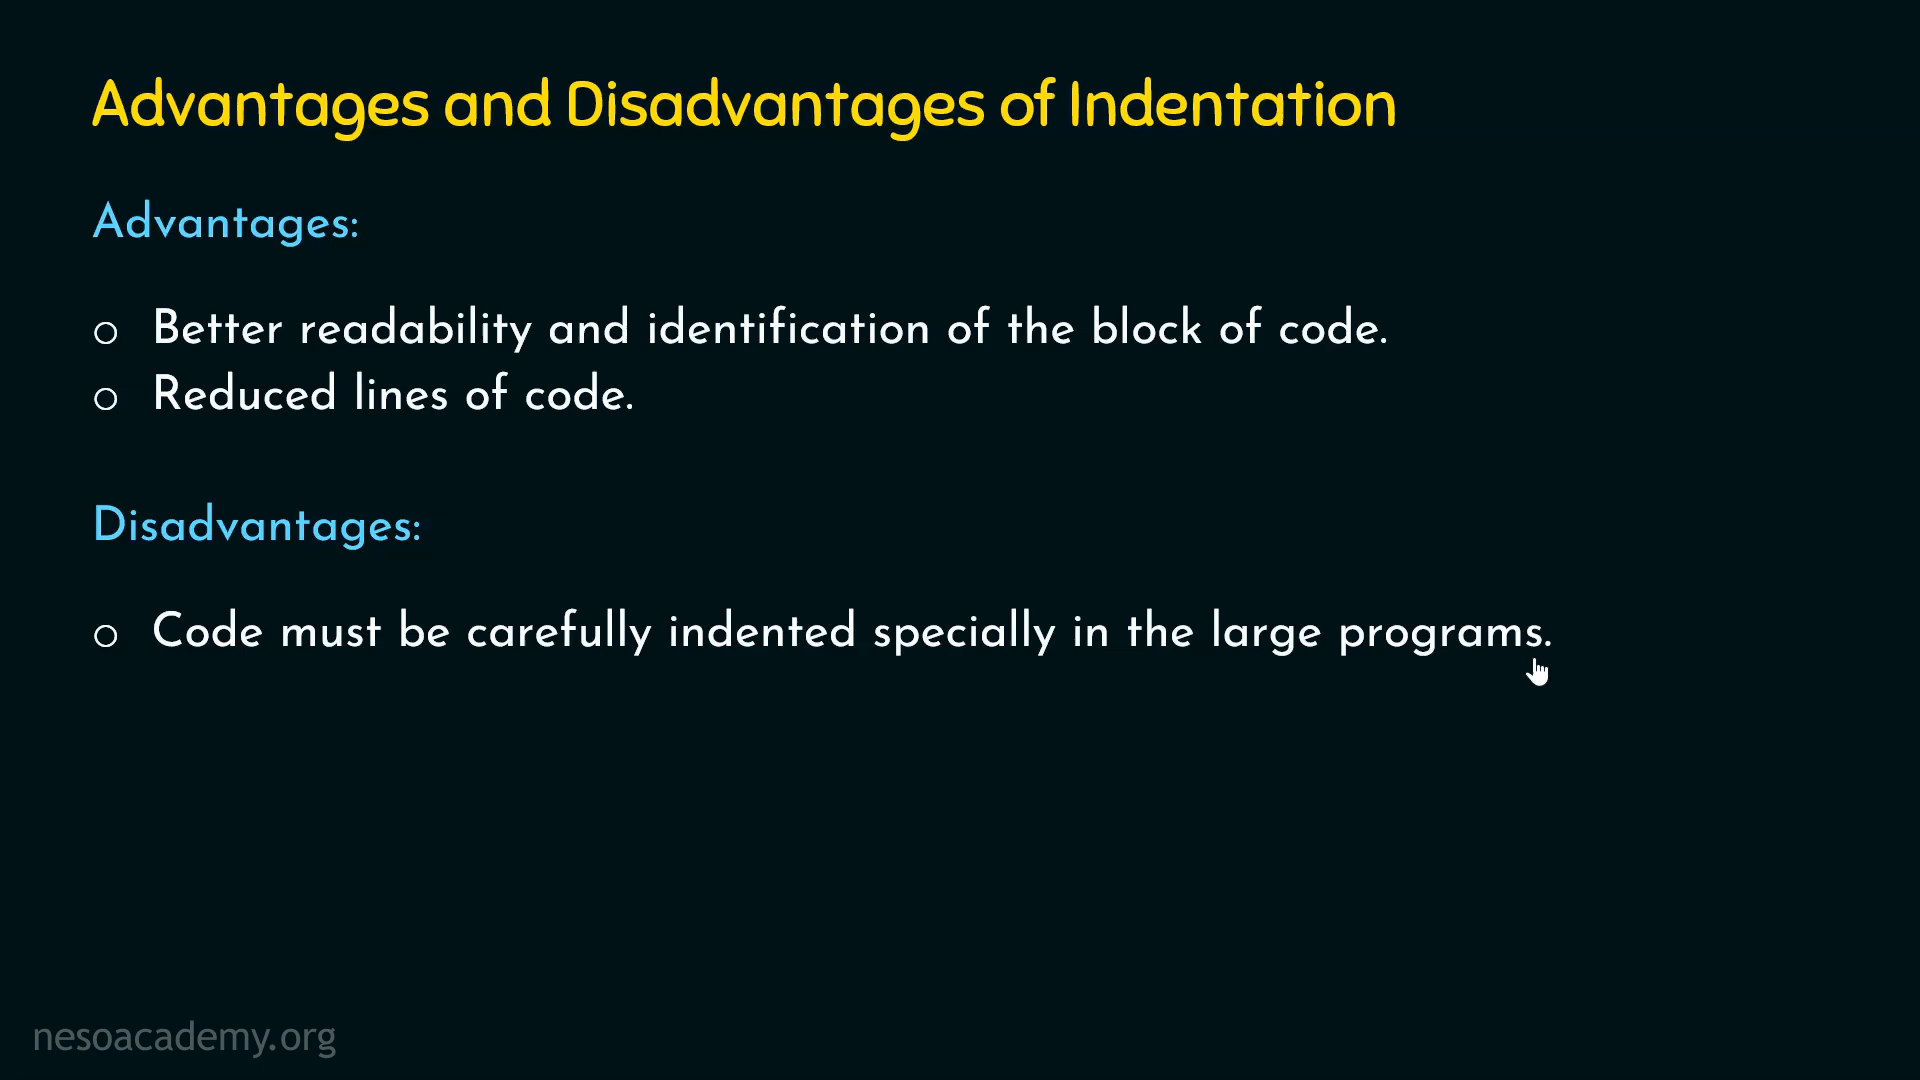 Advantages and Disadvantages of Indentation
Advantages:
o Better readability and identification of the block of code.
o Reduced lines of code.
Disadvantages:
o Code must be carefully indented specially in the large programs.
nesoacademy.org